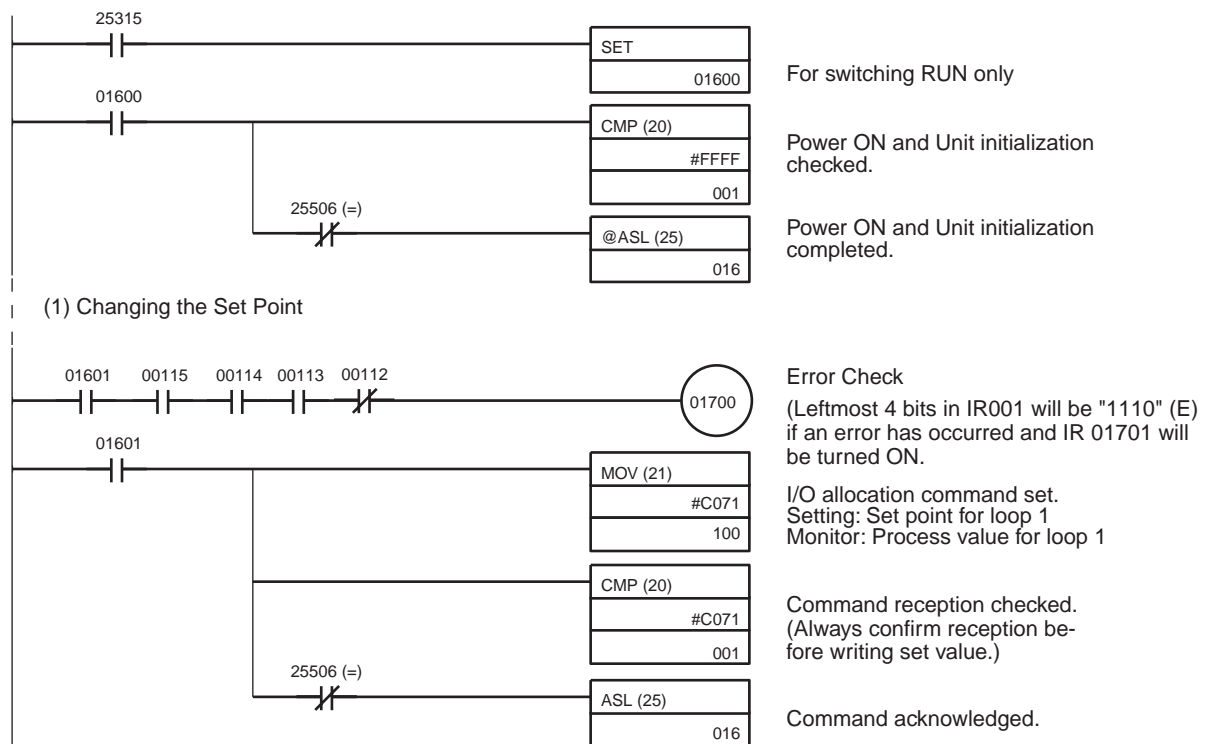 25315
SET
01600
For switching RUN only
01600
CMP (20)
#FFFF
001
Power ON and Unit initialization
checked.
25506 (=)
@ASL (25)
016
Power ON and Unit initialization
completed.
(1) Changing the Set Point
01601 00115 00114 00113 00112
01700
Error Check
(Leftmost 4 bits in IR001 will be "1110" (E)
if an error has occurred and IR 01701 will
be turned ON.
01601
MOV (21)
#C071
100
I/O allocation command set.
Setting: Set point for loop 1
Monitor: Process value for loop 1
CMP (20)
#C071
001
Command reception checked.
(Always confirm reception be-
fore writing set value.)
25506 (=)
ASL (25)
016
Command acknowledged.